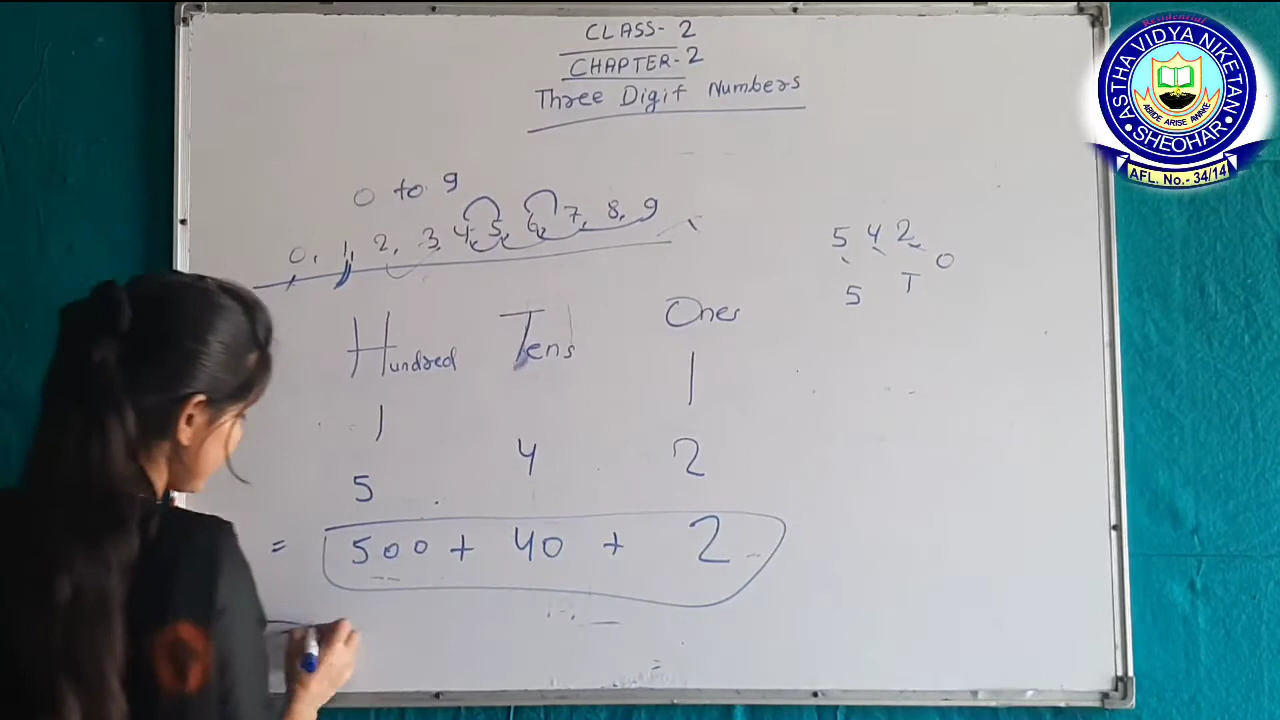 CLASS-2
CHAPTER-2
Three Digit Numbers
0 to 9
0, 1, 2, 3, 4, 5, 6, 7, 8, 9
5 4 2
O
5 T
Hundred Tens Ones
1 1
5 4 2
= 500 + 40 + 2
Residential
ASTHA VIDYA NIKETAN
ABIDE ARISE AWAKE
SHEOHAR
AFL. No.- 34/14